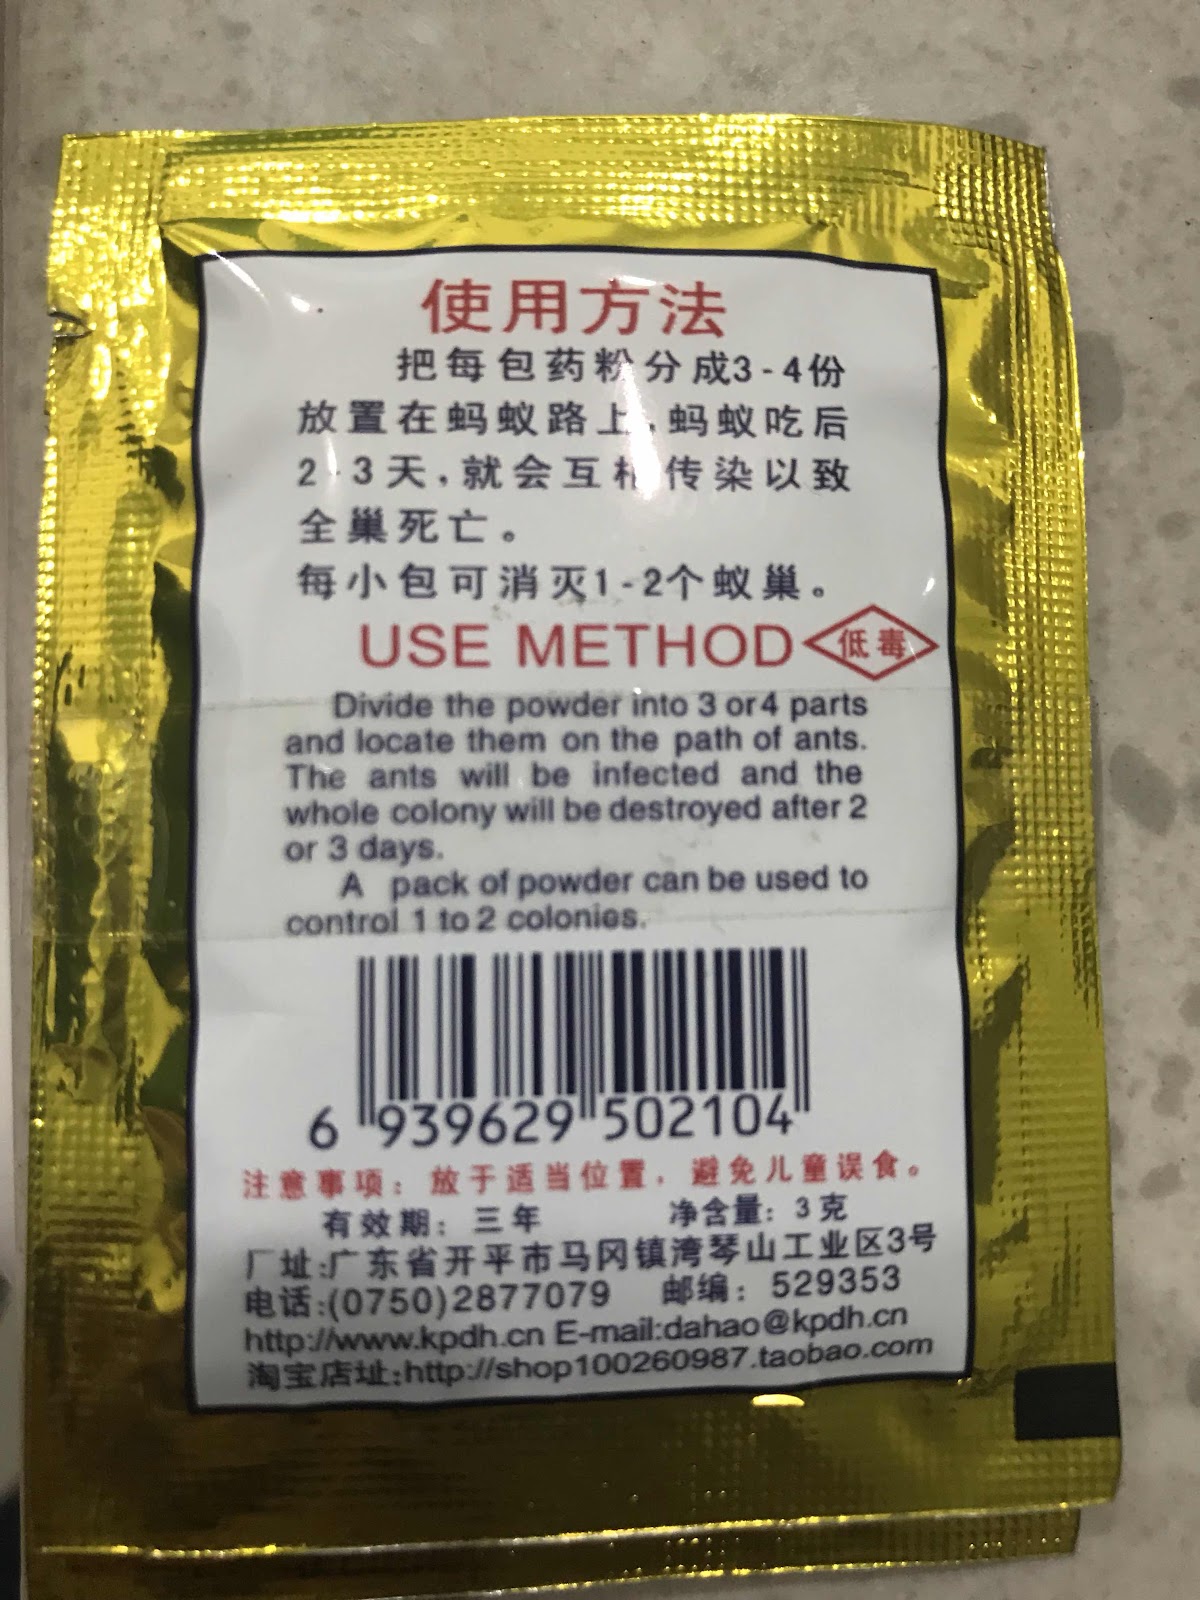 使用方法
把每包药粉分成3-4份
放置在蚂蚁路上，蚂蚁吃后
2-3天，就会互相传染以致
全巢死亡。
每小包可消灭1-2个蚁巢。
USE METHOD 低毒
Divide the powder into 3 or 4 parts
and locate them on the path of ants.
The ants will be infected and the
whole colony will be destroyed after 2
or 3 days.
A pack of powder can be used to
control 1 to 2 colonies.
6 939629 502104
注意事项：放于适当位置，避免儿童误食。
有效期：三年 净含量：3克
厂址:广东省开平市马冈镇湾琴山工业区3号
电话:(0750)2877079 邮编：529353
http://www.kpdh.cn E-mail:dahao@kpdh.cn
淘宝店址:http://shop100260987.taobao.com